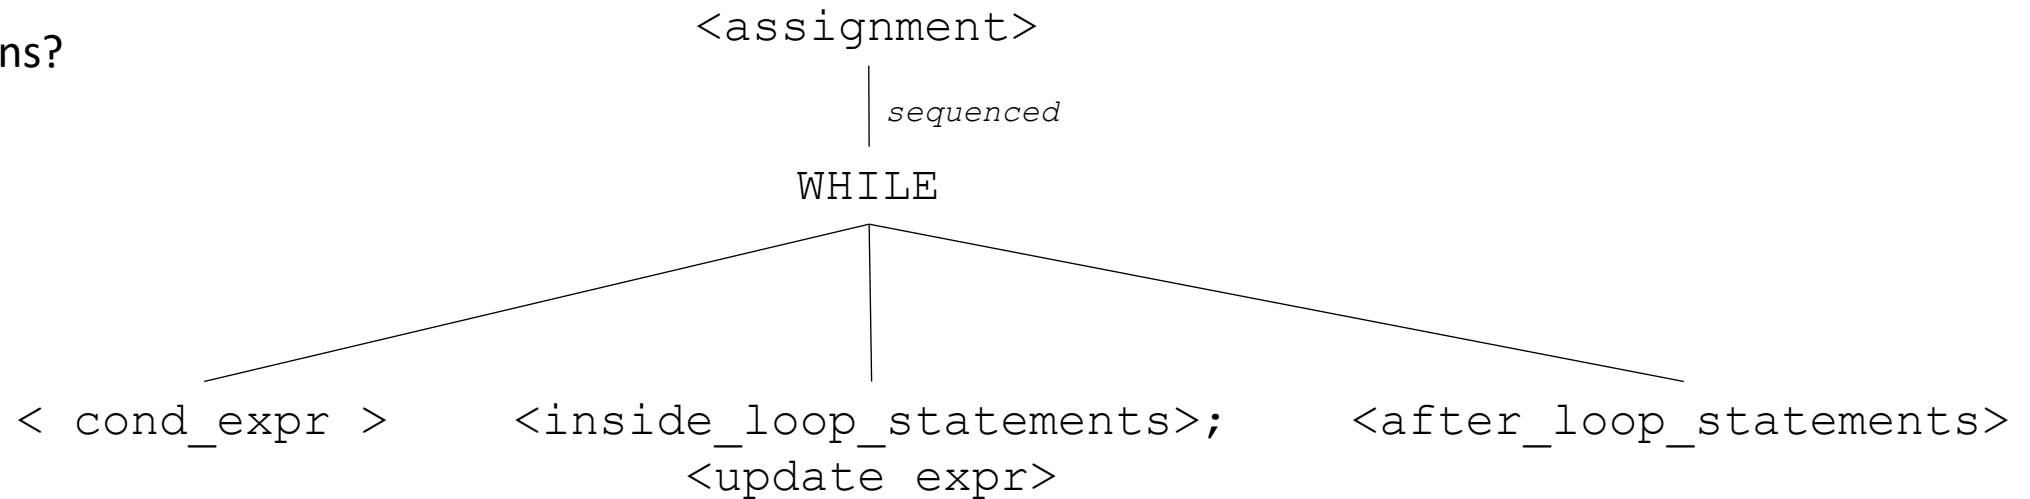 <assignment>
ns?
sequenced
WHILE
< cond_expr > <inside_loop_statements>; <after_loop_statements>
<update expr>